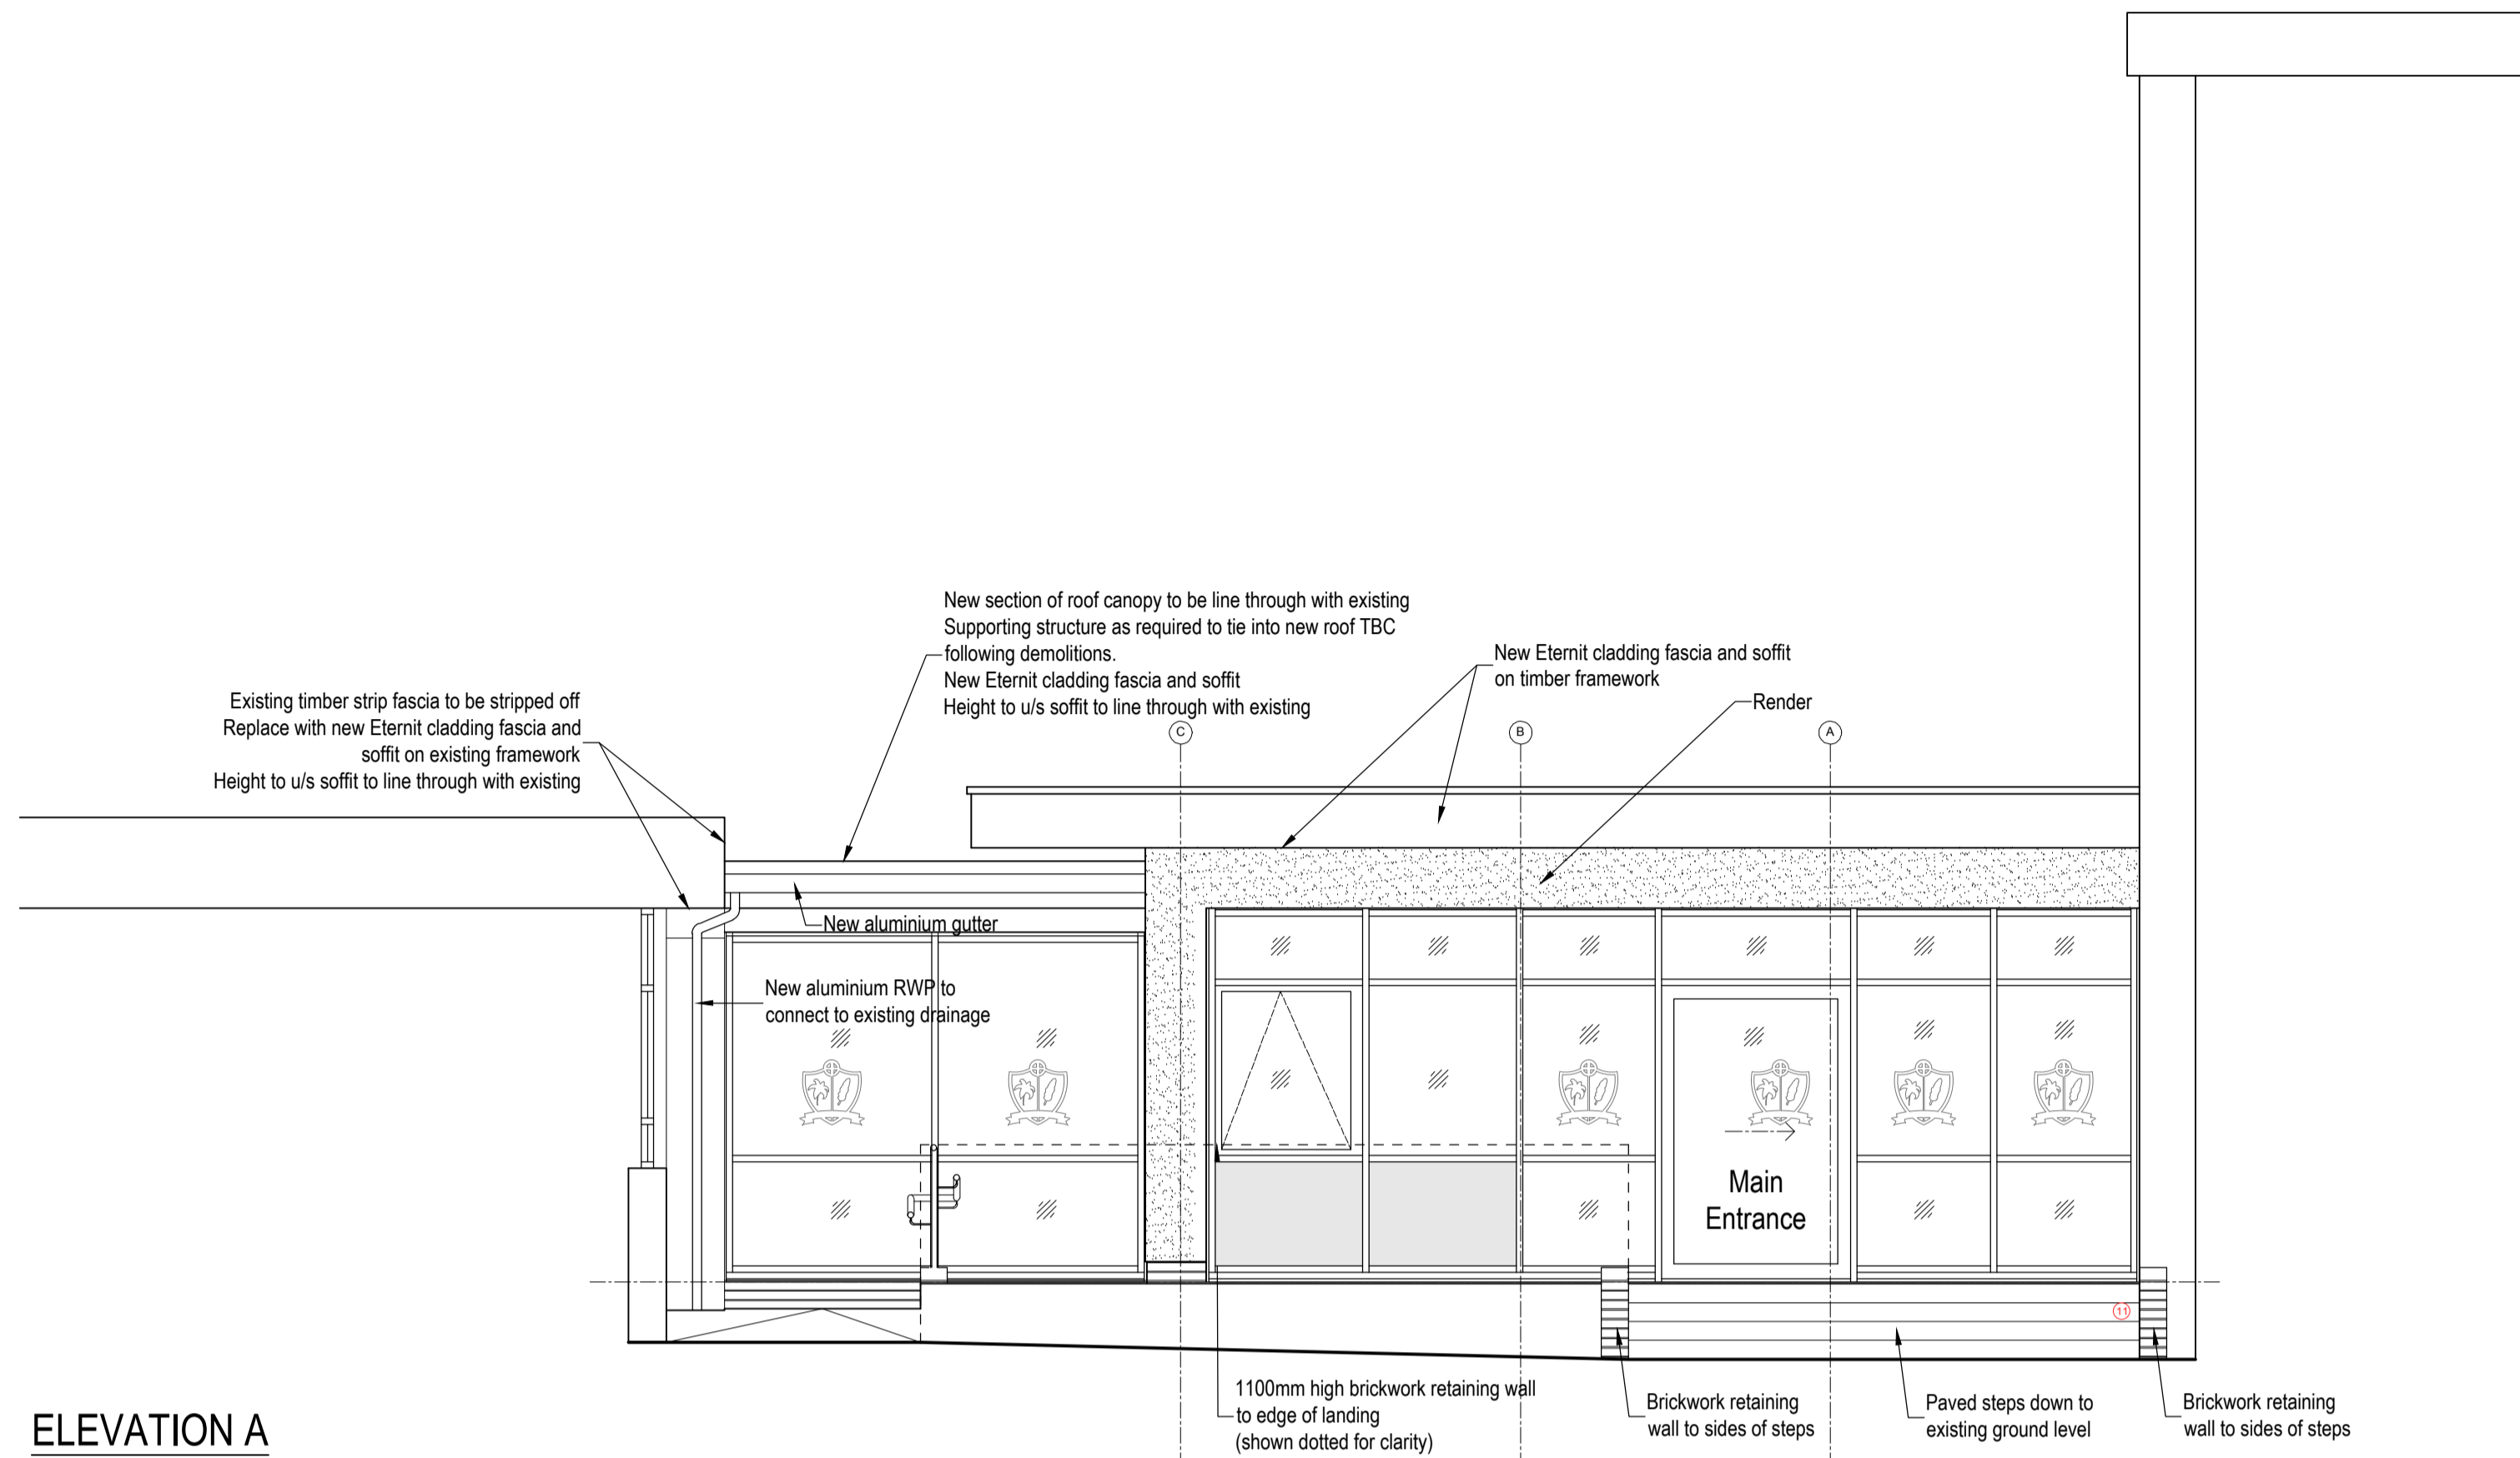 New section of roof canopy to be line through with existing
Supporting structure as required to tie into new roof TBC
following demolitions.
New Eternit cladding fascia and soffit
Height to u/s soffit to line through with existing
New Eternit cladding fascia and soffit
on timber framework
Render
Existing timber strip fascia to be stripped off
Replace with new Eternit cladding fascia and
soffit on existing framework
Height to u/s soffit to line through with existing
C
B
A
New aluminium gutter
New aluminium RWP to
connect to existing drainage
Main
Entrance
11
1100mm high brickwork retaining wall
to edge of landing
(shown dotted for clarity)
Brickwork retaining
wall to sides of steps
Paved steps down to
existing ground level
Brickwork retaining
wall to sides of steps
ELEVATION A